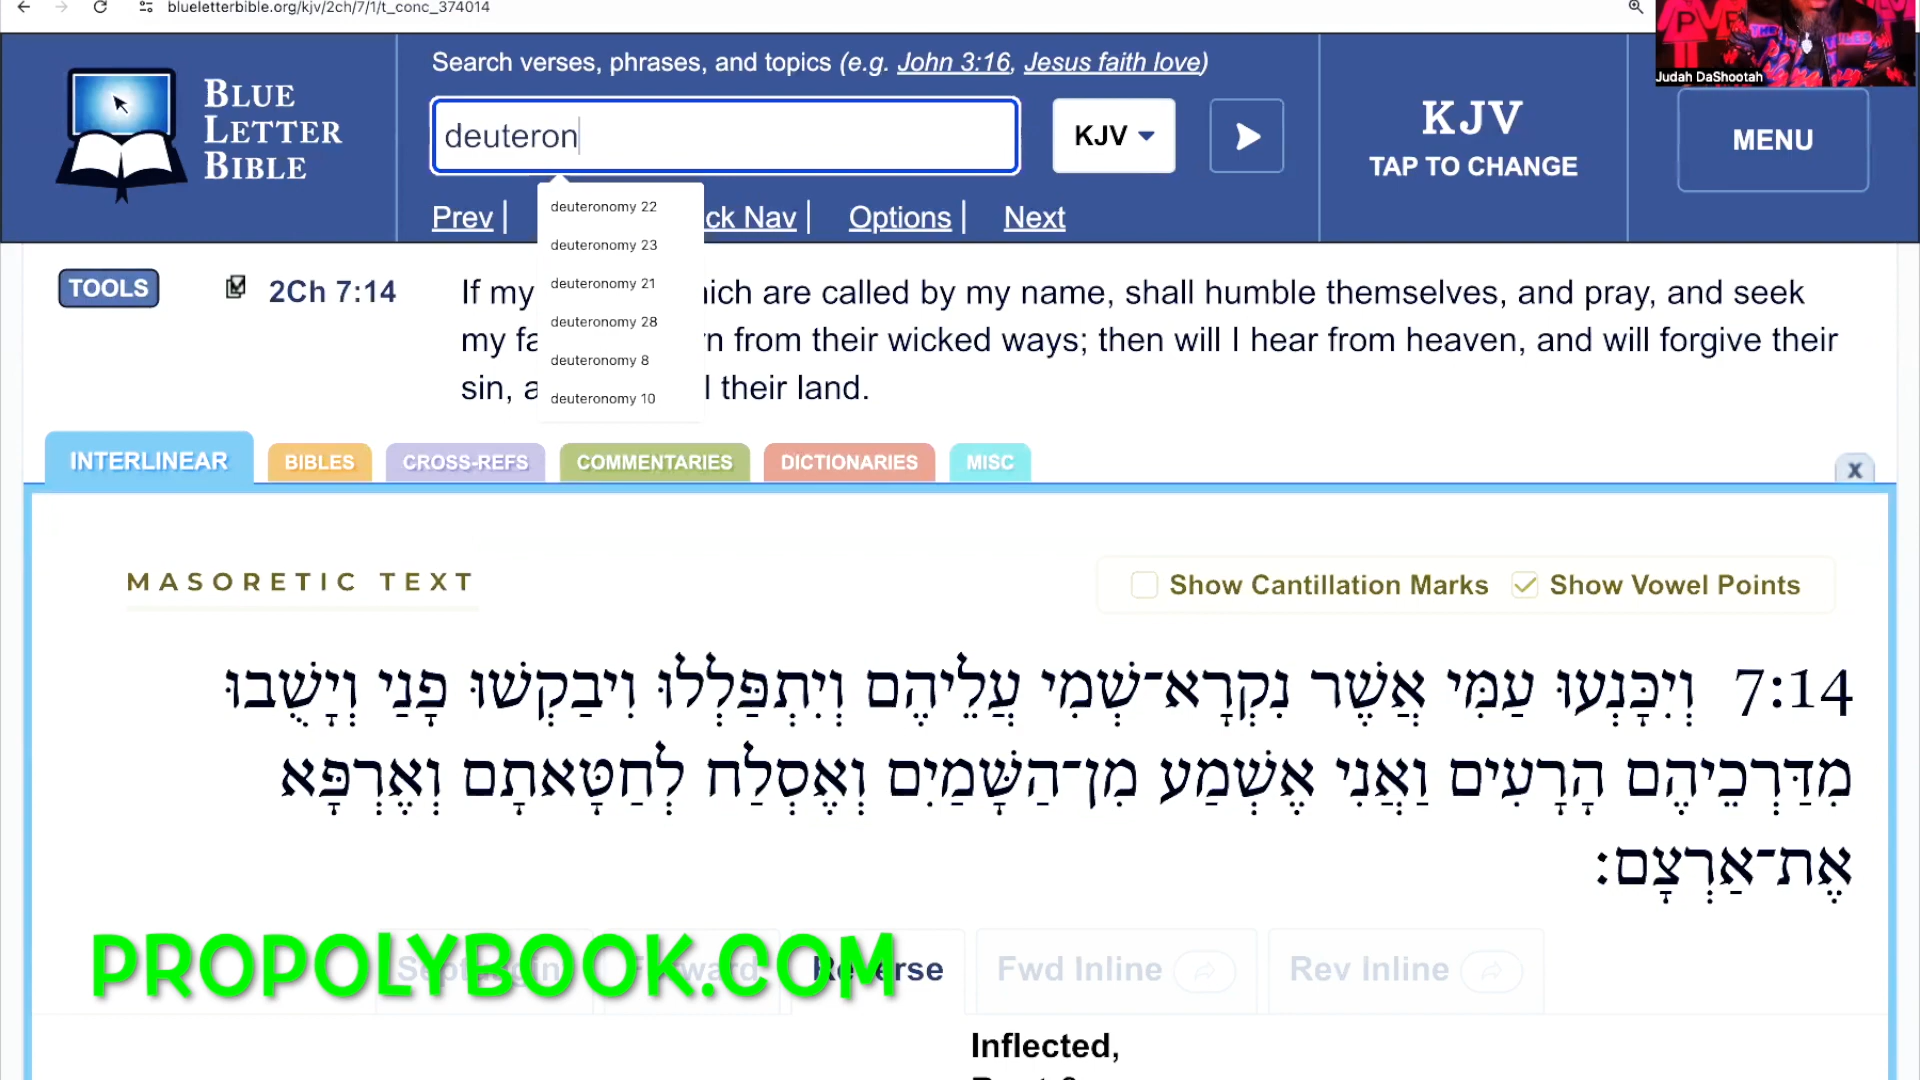 blueletterbible.org/kjv/2ch/7/1/t_conc_374014
BLUE
LETTER
BIBLE
Search verses, phrases, and topics (e.g. John 3:16, Jesus faith love)
deuteron
KJV
KJV
TAP TO CHANGE
MENU
Judah DaShootah
Prev | ck Nav | Options | Next
deuteronomy 22
deuteronomy 23
deuteronomy 21
deuteronomy 28
deuteronomy 8
deuteronomy 10
TOOLS
2Ch 7:14
If my hich are called by my name, shall humble themselves, and pray, and seek
my fa n from their wicked ways; then will I hear from heaven, and will forgive their
sin, a l their land.
INTERLINEAR
BIBLES
CROSS-REFS
COMMENTARIES
DICTIONARIES
MISC
X
MASORETIC TEXT
Show Cantillation Marks
Show Vowel Points
7:14 וְיִכָּנְעוּ עַמִּי אֲשֶׁר נִקְרָא־שְׁמִי עֲלֵיהֶם וְיִתְפַּלְלוּ וִיבַקְשׁוּ פָנַי וְיָשֻׁבוּ
מִדַּרְכֵיהֶם הָרָעִים וַאֲנִי אֶשְׁמַע מִן־הַשָּׁמַיִם וְאֶסְלַח לְחַטָּאתָם וְאֶרְפָּא
אֶת־אַרְצָם׃
PROPOLYBOOK.COM
Reverse
Fwd Inline
Rev Inline
Inflected,